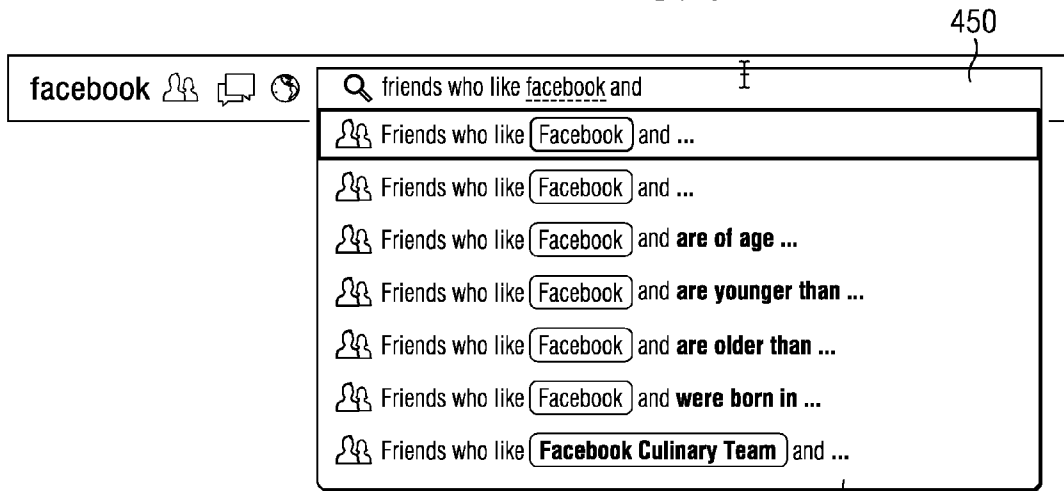 450
facebook friends who like facebook and
Friends who like Facebook and ...
Friends who like Facebook and ...
Friends who like Facebook and are of age ...
Friends who like Facebook and are younger than ...
Friends who like Facebook and are older than ...
Friends who like Facebook and were born in ...
Friends who like Facebook Culinary Team and ...